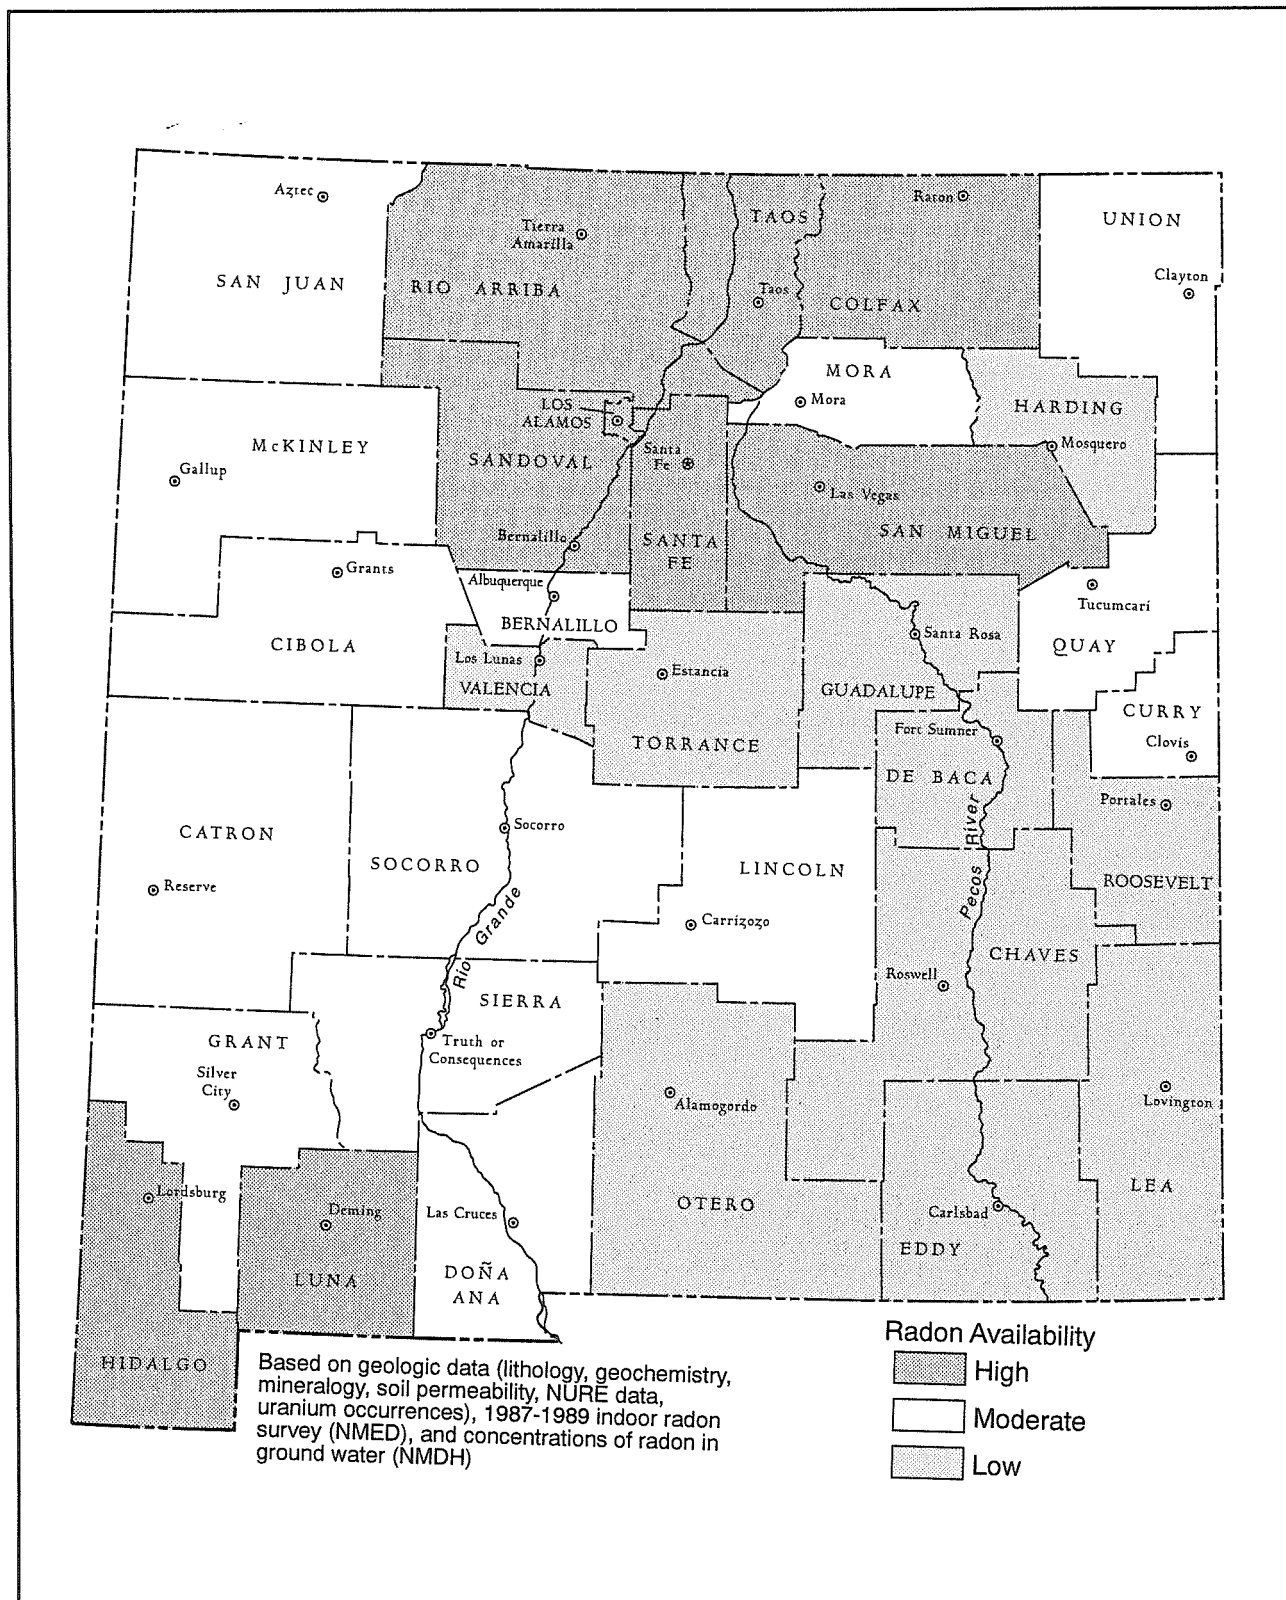 Aztec
Raton
TAOS
UNION
Tierra
Amarilla
Clayton
SAN JUAN
RIO ARRIBA
Taos
COLFAX
MORA
LOS
ALAMOS
Mora
HARDING
McKINLEY
Mosquero
Santa
Fe
SANDOVAL
Gallup
Las Vegas
SAN MIGUEL
Bernalillo
SANTA
FE
Grants
Albuquerque
Tucumcari
BERNALILLO
Santa Rosa
CIBOLA
QUAY
Los Lunas
Estancia
VALENCIA
GUADALUPE
CURRY
Fort Sumner
TORRANCE
Clovis
DE BACA
Portales
Socorro
River
CATRON
SOCORRO
LINCOLN
Pecos
ROOSEVELT
Reserve
Rio Grande
Carrizozo
CHAVES
Roswell
SIERRA
GRANT
Truth or
Consequences
Silver
City
Alamogordo
Lovington
Lordsburg
Deming
Las Cruces
OTERO
Carlsbad
LEA
EDDY
LUNA
DOÑA
ANA
HIDALGO
Based on geologic data (lithology, geochemistry,
mineralogy, soil permeability, NURE data,
uranium occurrences), 1987-1989 indoor radon
survey (NMED), and concentrations of radon in
ground water (NMDH)
Radon Availability
High
Moderate
Low